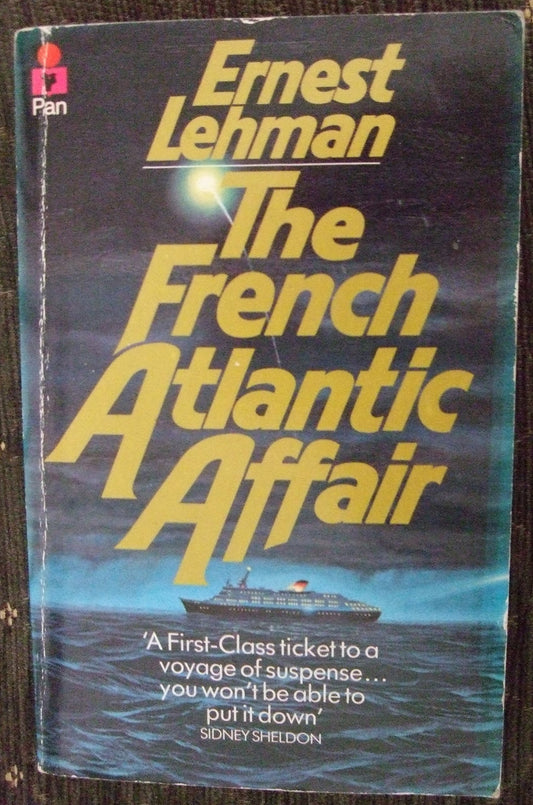 Pan
Ernest
Lehman
The
French
Atlantic
Affair
'A First-Class ticket to a
voyage of suspense...
you won't be able to
put it down'
SIDNEY SHELDON